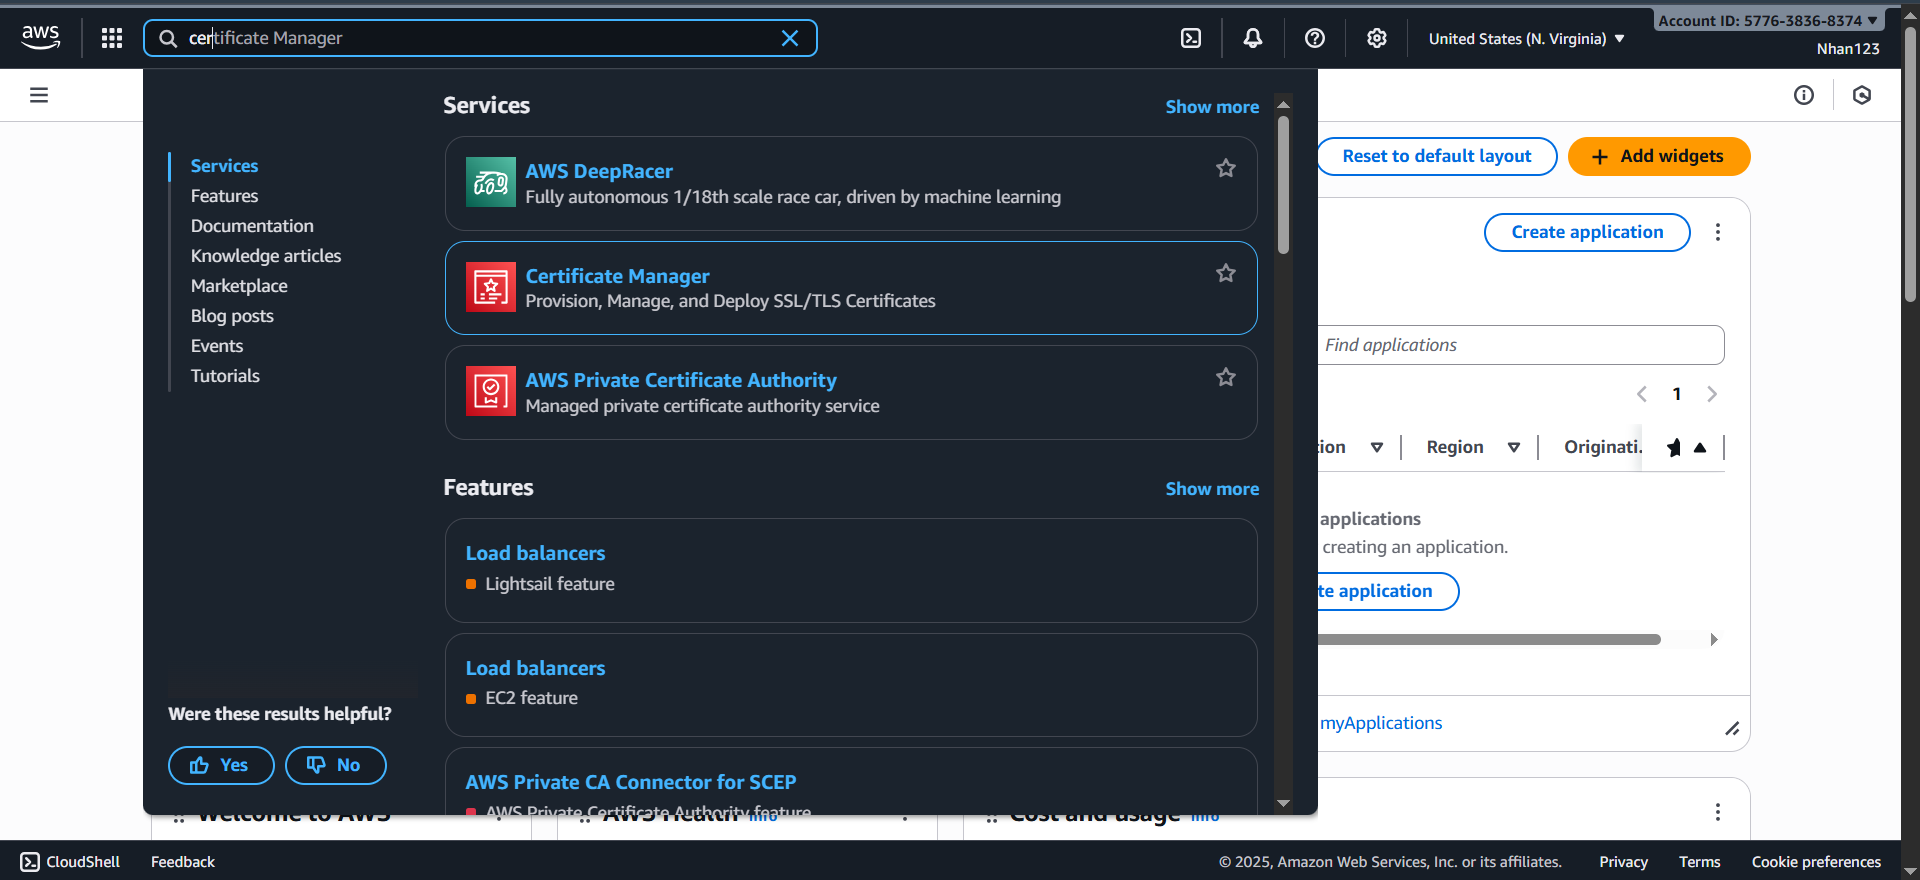 aws
certificate Manager
United States (N. Virginia)
Account ID: 5776-3836-8374
Nhan123
Services
Show more
Services
Features
Documentation
Knowledge articles
Marketplace
Blog posts
Events
Tutorials
AWS DeepRacer
Fully autonomous 1/18th scale race car, driven by machine learning
Certificate Manager
Provision, Manage, and Deploy SSL/TLS Certificates
AWS Private Certificate Authority
Managed private certificate authority service
Features
Show more
Load balancers
Lightsail feature
Load balancers
EC2 feature
AWS Private CA Connector for SCEP
AWS Private Certificate Authority feature
Were these results helpful?
Yes
No
Reset to default layout
Add widgets
Create application
Find applications
1
tion
Region
Originati.
applications
creating an application.
te application
myApplications
Welcome to AWS
AWS Health Info
Cost and usage Info
CloudShell
Feedback
© 2025, Amazon Web Services, Inc. or its affiliates.
Privacy
Terms
Cookie preferences